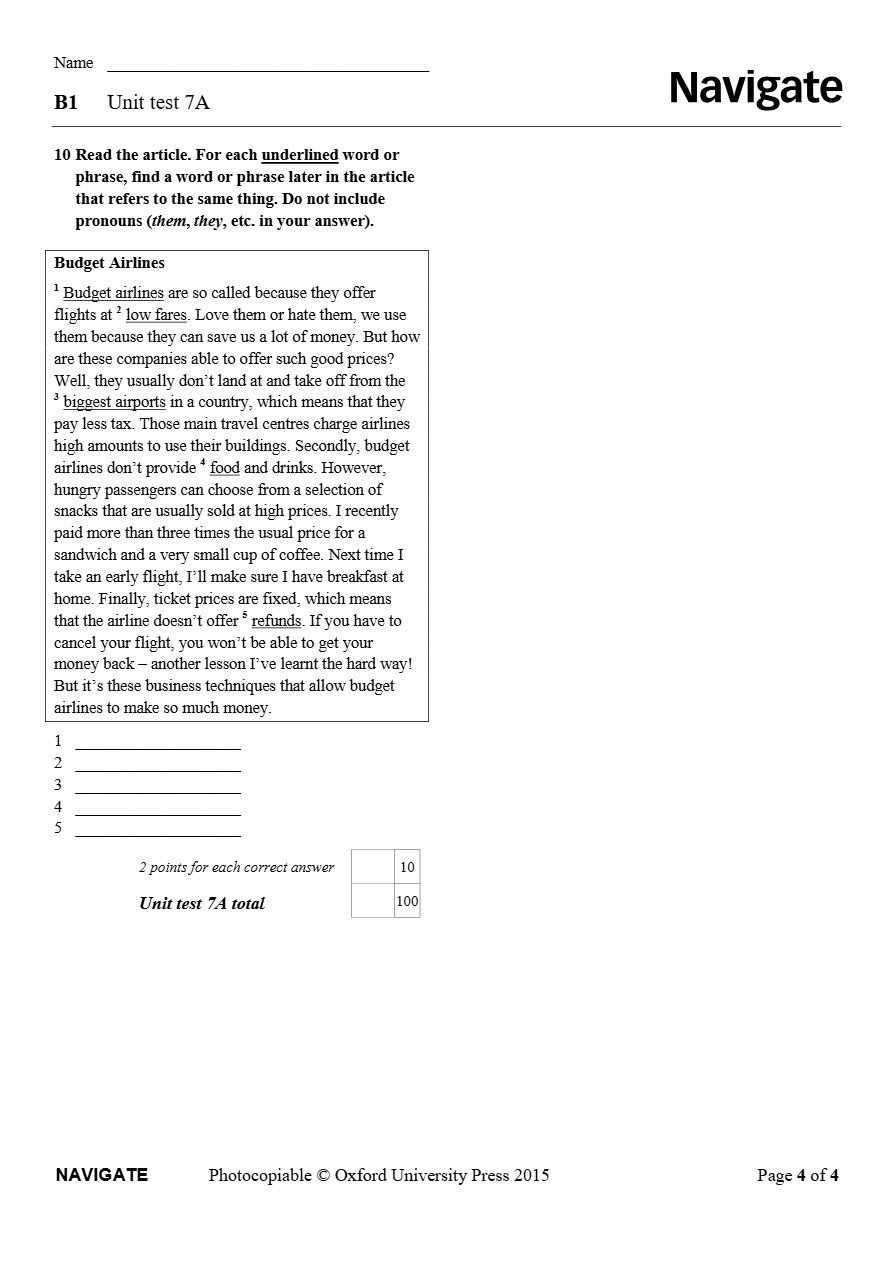 Name
Navigate
B1 Unit test 7A
10 Read the article. For each underlined word or
phrase, find a word or phrase later in the article
that refers to the same thing. Do not include
pronouns (them, they, etc. in your answer).
Budget Airlines
1 Budget airlines are so called because they offer
flights at 2 low fares. Love them or hate them, we use
them because they can save us a lot of money. But how
are these companies able to offer such good prices?
Well, they usually don’t land at and take off from the
3 biggest airports in a country, which means that they
pay less tax. Those main travel centres charge airlines
high amounts to use their buildings. Secondly, budget
airlines don’t provide 4 food and drinks. However,
hungry passengers can choose from a selection of
snacks that are usually sold at high prices. I recently
paid more than three times the usual price for a
sandwich and a very small cup of coffee. Next time I
take an early flight, I’ll make sure I have breakfast at
home. Finally, ticket prices are fixed, which means
that the airline doesn’t offer 5 refunds. If you have to
cancel your flight, you won’t be able to get your
money back – another lesson I’ve learnt the hard way!
But it’s these business techniques that allow budget
airlines to make so much money.
1
2
3
4
5
2 points for each correct answer 10
Unit test 7A total 100
NAVIGATE Photocopiable © Oxford University Press 2015 Page 4 of 4